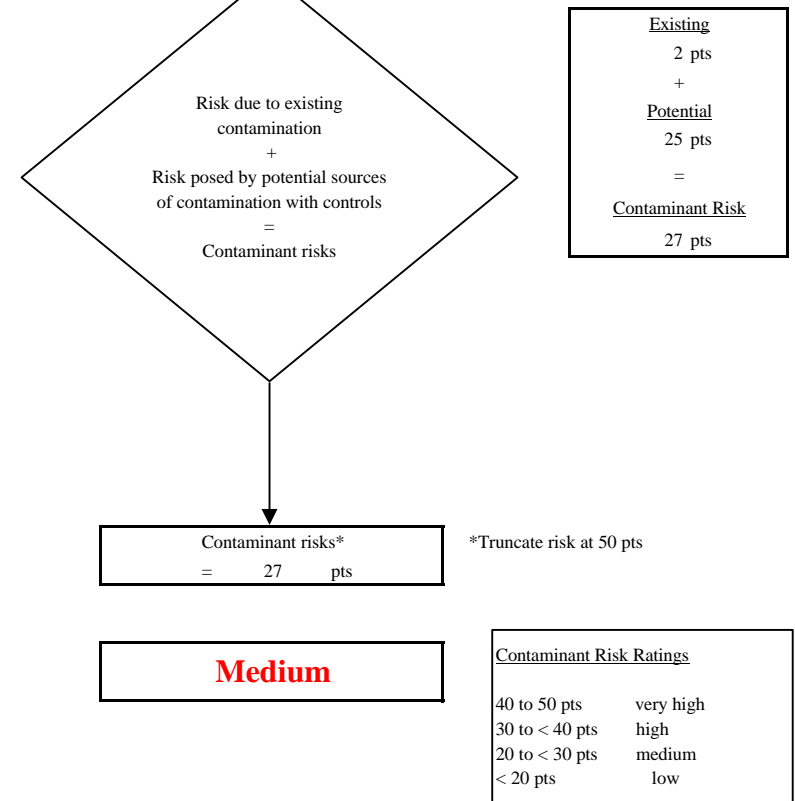 Risk due to existing
contamination
+
Risk posed by potential sources
of contamination with controls
=
Contaminant risks
Existing
2 pts
+
Potential
25 pts
=
Contaminant Risk
27 pts
Contaminant risks*
= 27 pts
*Truncate risk at 50 pts
Medium
Contaminant Risk Ratings
40 to 50 pts very high
30 to < 40 pts high
20 to < 30 pts medium
< 20 pts low